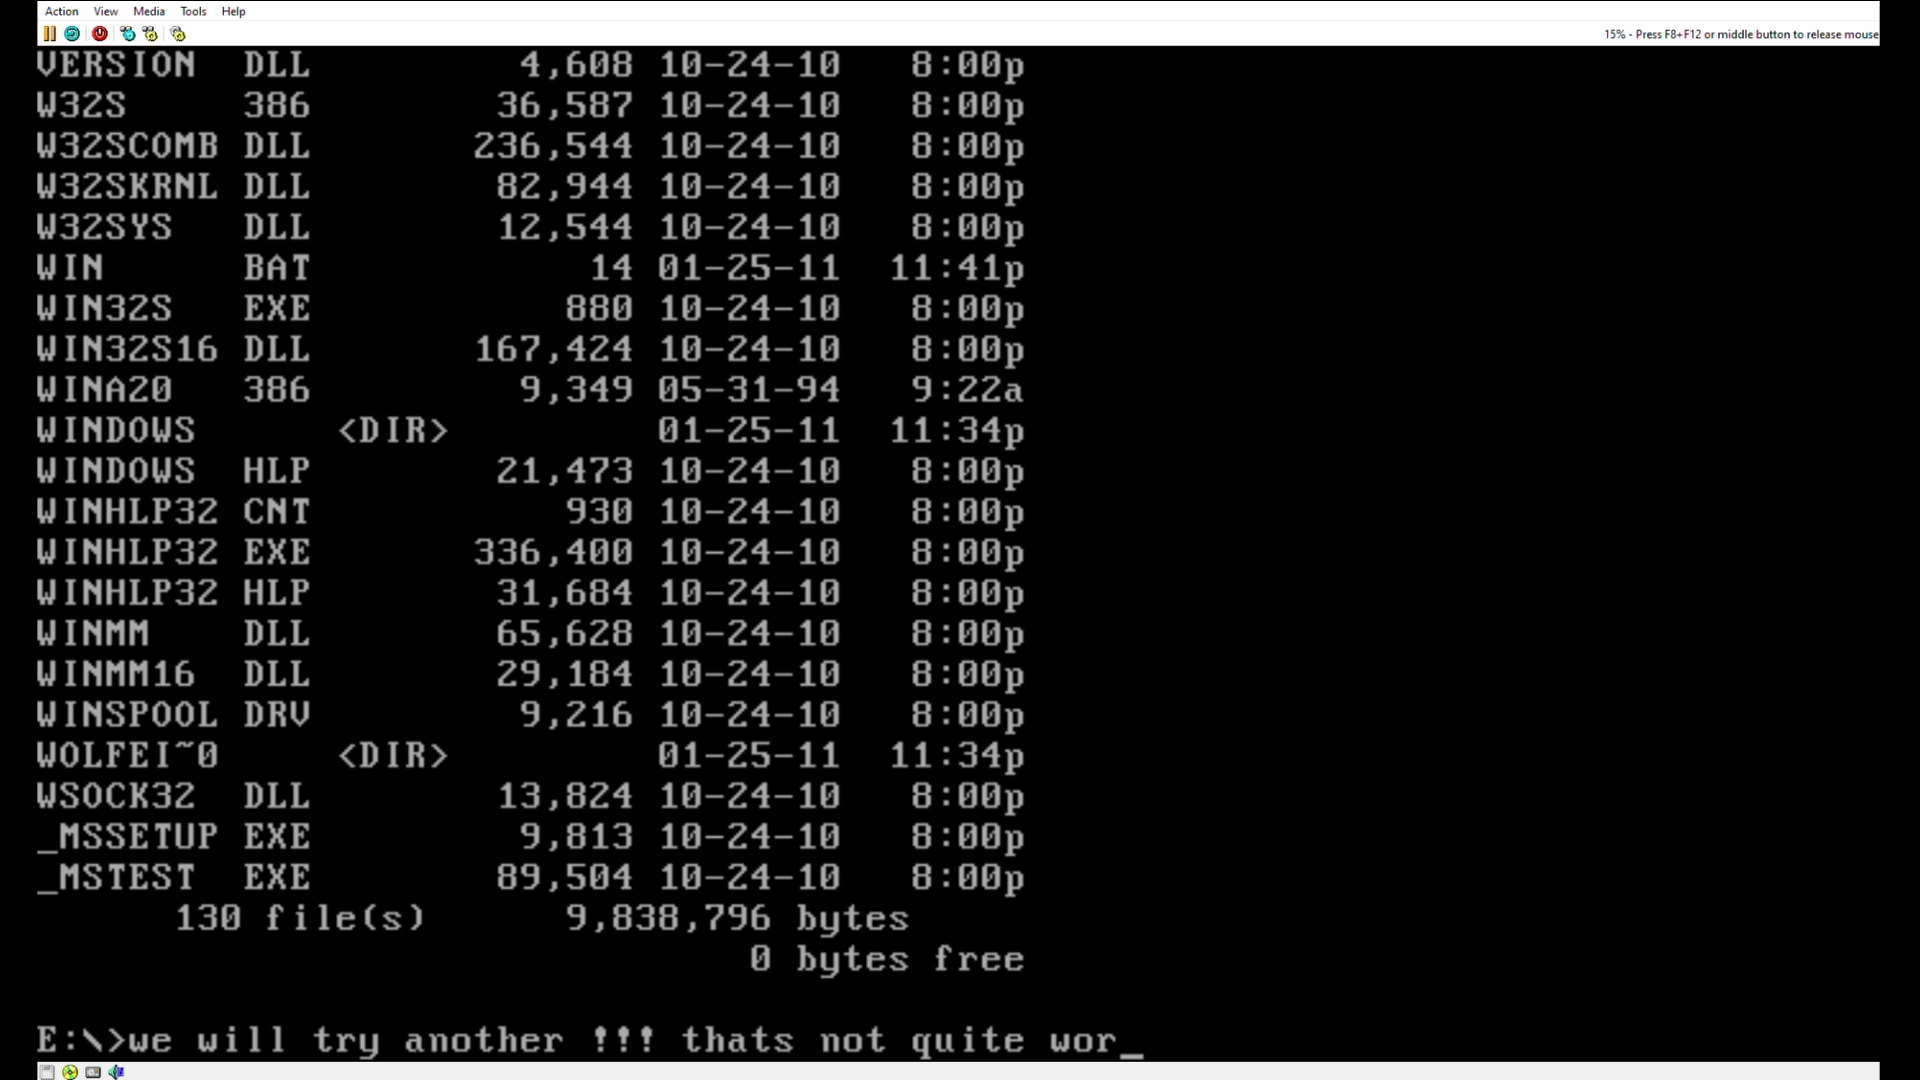 Action View Media Tools Help
15% - Press F8+F12 or middle button to release mouse
VERSION DLL 4,608 10-24-10 8:00p
W32S 386 36,587 10-24-10 8:00p
W32SCOMB DLL 236,544 10-24-10 8:00p
W32SKRNL DLL 82,944 10-24-10 8:00p
W32SYS DLL 12,544 10-24-10 8:00p
WIN BAT 14 01-25-11 11:41p
WIN32S EXE 880 10-24-10 8:00p
WIN32S16 DLL 167,424 10-24-10 8:00p
WINA20 386 9,349 05-31-94 9:22a
WINDOWS <DIR> 01-25-11 11:34p
WINDOWS HLP 21,473 10-24-10 8:00p
WINHLP32 CNT 930 10-24-10 8:00p
WINHLP32 EXE 336,400 10-24-10 8:00p
WINHLP32 HLP 31,684 10-24-10 8:00p
WINMM DLL 65,628 10-24-10 8:00p
WINMM16 DLL 29,184 10-24-10 8:00p
WINSPOOL DRV 9,216 10-24-10 8:00p
WOLFEI~0 <DIR> 01-25-11 11:34p
WSOCK32 DLL 13,824 10-24-10 8:00p
_MSSETUP EXE 9,813 10-24-10 8:00p
_MSTEST EXE 89,504 10-24-10 8:00p
130 file(s) 9,838,796 bytes
0 bytes free
E:\>we will try another !!! thats not quite wor_